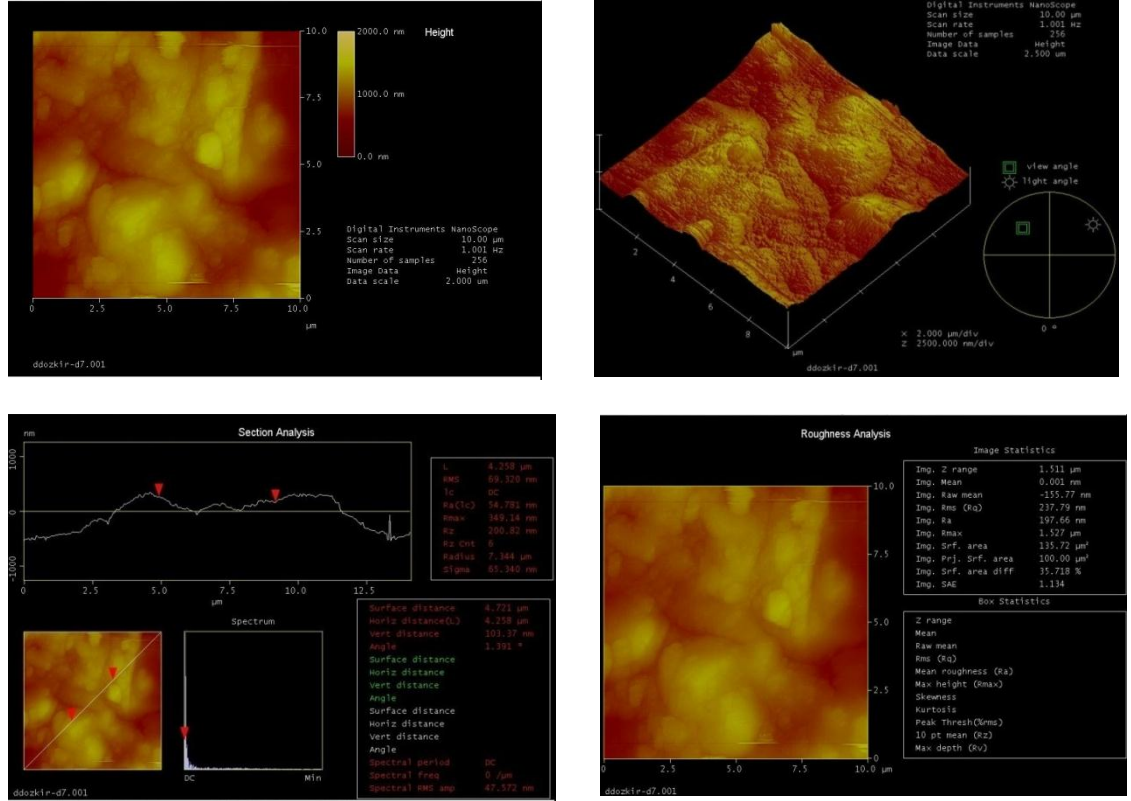 Height
10.0
7.5
5.0
2.5
0
2000.0 nm
1000.0 nm
0.0 nm
Digital Instruments NanoScope
Scan size 10.00 µm
Scan rate 1.001 Hz
Number of samples 256
Image Data Height
Data scale 2.000 um
0 2.5 5.0 7.5 10.0
µm
ddozkir-d7.001
Digital Instruments NanoScope
Scan size 10.00 µm
Scan rate 1.001 Hz
Number of samples 256
Image Data Height
Data scale 2.500 um
view angle
light angle
2
4
6
8
µm
X 2.000 µm/div
Z 2500.000 nm/div
0 °
ddozkir-d7.001
Section Analysis
nm
1000
0
-1000
0 2.5 5.0 7.5 10.0 12.5
µm
L 4.258 µm
RMS 69.320 nm
lc DC
Ra(lc) 54.781 nm
Rmax 349.14 nm
Rz 200.82 nm
Rz Cnt 6
Radius 7.344 µm
Sigma 65.340 nm
Spectrum
DC Min
Surface distance 4.721 µm
Horiz distance(L) 4.258 µm
Vert distance 103.37 nm
Angle 1.391 °
Surface distance
Horiz distance
Vert distance
Angle
Surface distance
Horiz distance
Vert distance
Angle
Spectral period DC
Spectral freq 0 /µm
Spectral RMS amp 47.572 nm
ddozkir-d7.001
Roughness Analysis
10.0
7.5
5.0
2.5
0
0 2.5 5.0 7.5 10.0 µm
Image Statistics
Img. Z range 1.511 µm
Img. Mean 0.001 nm
Img. Raw mean -155.77 nm
Img. Rms (Rq) 237.79 nm
Img. Ra 197.66 nm
Img. Rmax 1.527 µm
Img. Srf. area 135.72 µm²
Img. Prj. Srf. area 100.00 µm²
Img. Srf. area diff 35.718 %
Img. SAE 1.134
Box Statistics
Z range
Mean
Raw mean
Rms (Rq)
Mean roughness (Ra)
Max height (Rmax)
Skewness
Kurtosis
Peak Thresh(%rms)
10 pt mean (Rz)
Max depth (Rv)
ddozkir-d7.001